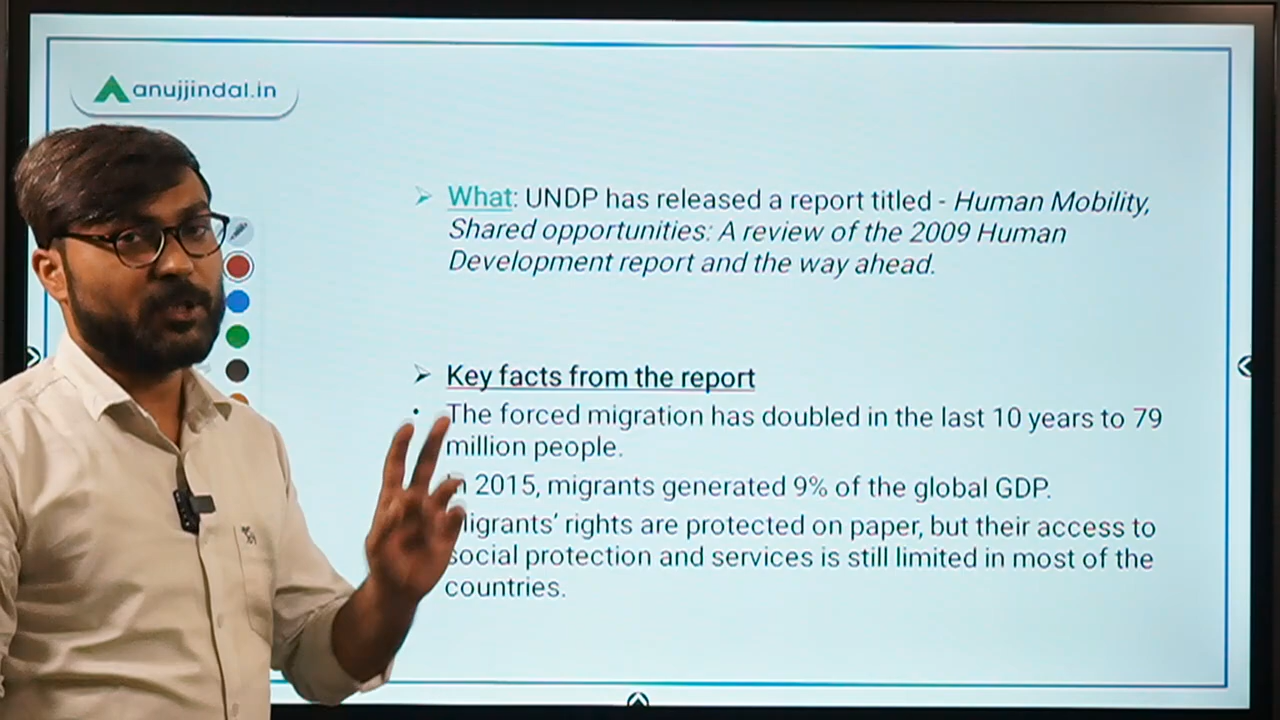 anujjindal.in
What: UNDP has released a report titled - Human Mobility,
Shared opportunities: A review of the 2009 Human
Development report and the way ahead.
Key facts from the report
The forced migration has doubled in the last 10 years to 79
million people.
2015, migrants generated 9% of the global GDP.
rights are protected on paper, but their access to
social protection and services is still limited in most of the
countries.